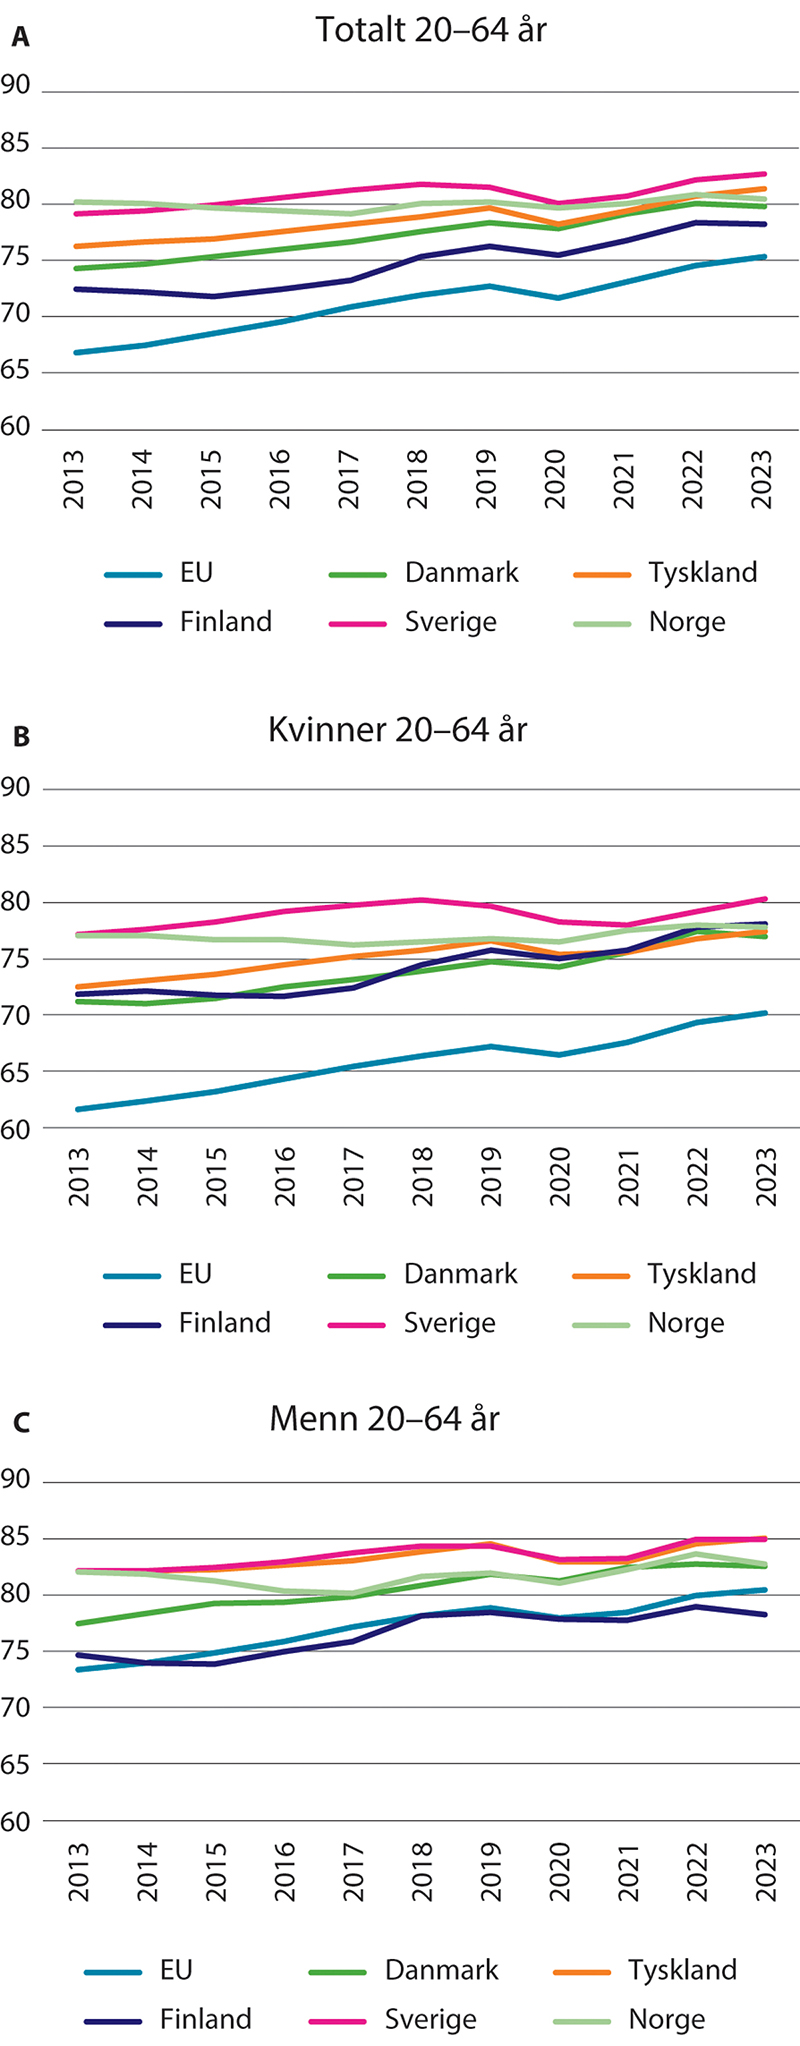 A Totalt 20–64 år
90
85
80
75
70
65
60
2013 2014 2015 2016 2017 2018 2019 2020 2021 2022 2023
EU Danmark Tyskland
Finland Sverige Norge
B Kvinner 20–64 år
90
85
80
75
70
65
60
2013 2014 2015 2016 2017 2018 2019 2020 2021 2022 2023
EU Danmark Tyskland
Finland Sverige Norge
C Menn 20–64 år
90
85
80
75
70
65
60
2013 2014 2015 2016 2017 2018 2019 2020 2021 2022 2023
EU Danmark Tyskland
Finland Sverige Norge